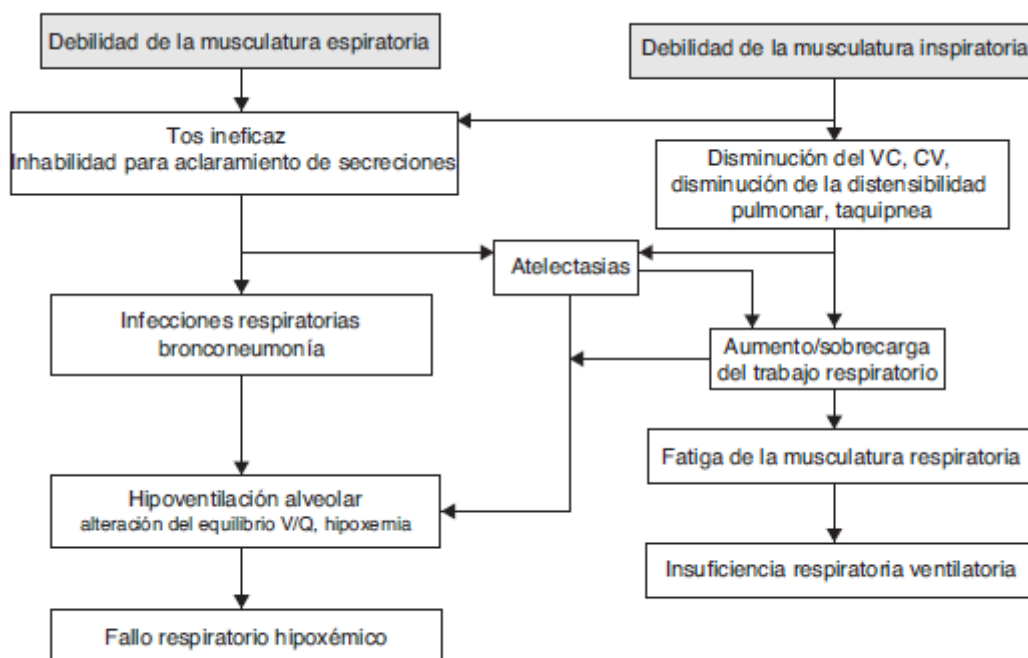 Debilidad de la musculatura espiratoria
Debilidad de la musculatura inspiratoria
Tos ineficaz
Inhabilidad para aclaramiento de secreciones
Disminución del VC, CV,
disminución de la distensibilidad
pulmonar, taquipnea
Atelectasias
Infecciones respiratorias
bronconeumonía
Aumento/sobrecarga
del trabajo respiratorio
Fatiga de la musculatura respiratoria
Hipoventilación alveolar
alteración del equilibrio V/Q, hipoxemia
Insuficiencia respiratoria ventilatoria
Fallo respiratorio hipoxémico